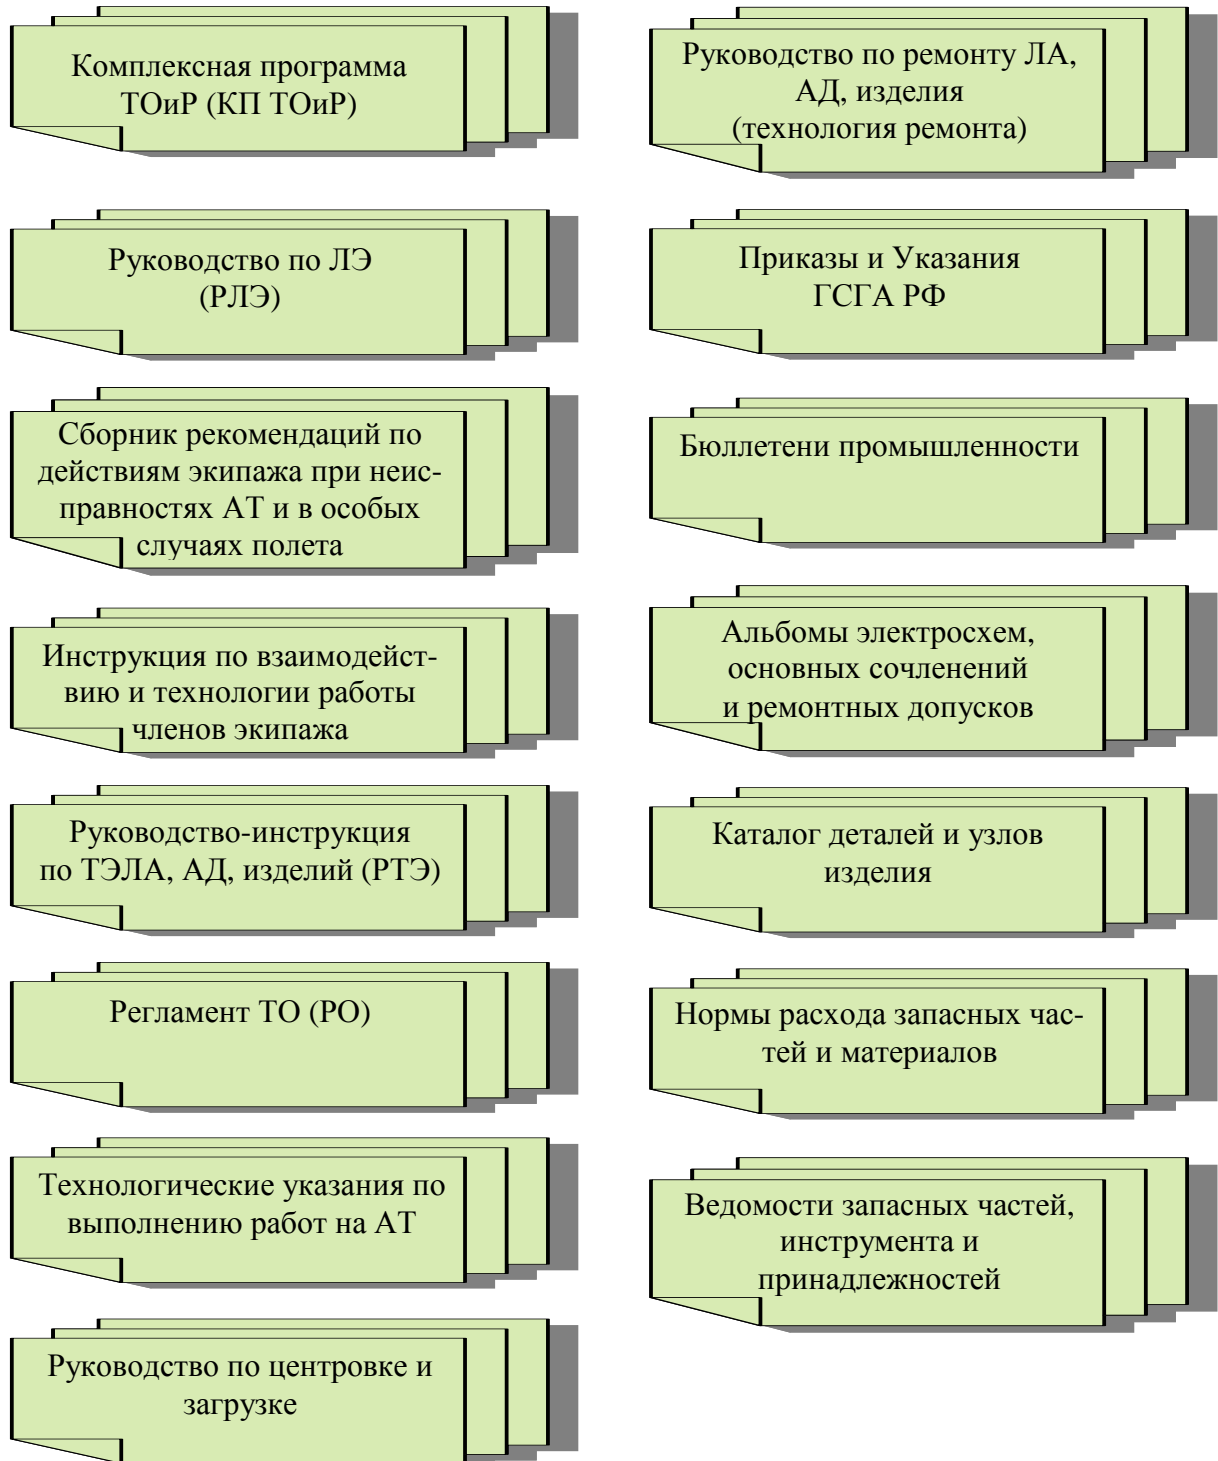 Комплексная программа
ТОиР (КП ТОиР)
Руководство по ЛЭ
(РЛЭ)
Сборник рекомендаций по
действиям экипажа при неис-
правностях АТ и в особых
случаях полета
Инструкция по взаимодейст-
вию и технологии работы
членов экипажа
Руководство-инструкция
по ТЭЛА, АД, изделий (РТЭ)
Регламент ТО (РО)
Технологические указания по
выполнению работ на АТ
Руководство по центровке и
загрузке
Руководство по ремонту ЛА,
АД, изделия
(технология ремонта)
Приказы и Указания
ГСГА РФ
Бюллетени промышленности
Альбомы электросхем,
основных сочленений
и ремонтных допусков
Каталог деталей и узлов
изделия
Нормы расхода запасных час-
тей и материалов
Ведомости запасных частей,
инструмента и
принадлежностей